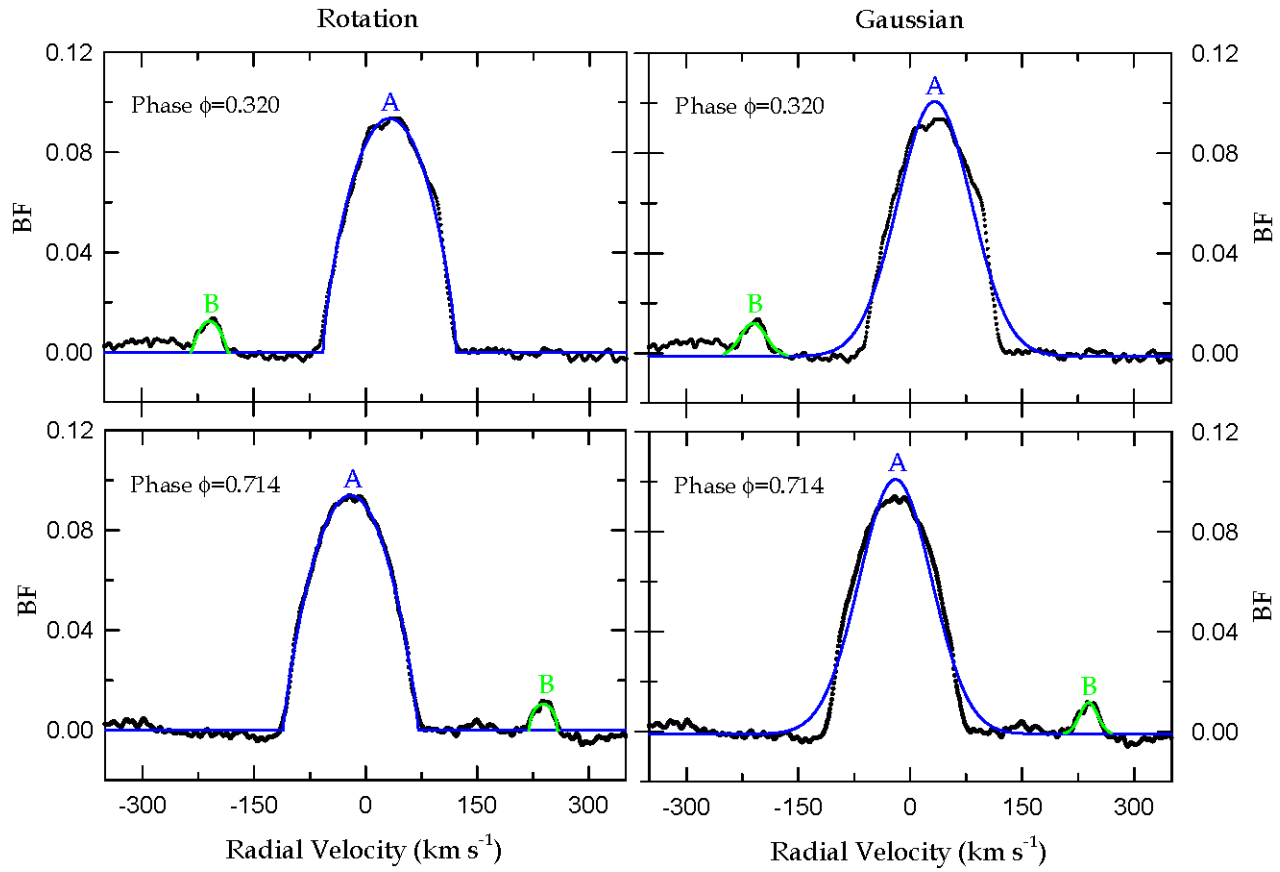 Rotation
Gaussian
0.12
0.08
0.04
0.00
BF
Phase ϕ=0.320
A
B
Phase ϕ=0.320
A
B
0.12
0.08
0.04
0.00
BF
0.12
0.08
0.04
0.00
BF
Phase ϕ=0.714
A
B
Phase ϕ=0.714
A
B
0.12
0.08
0.04
0.00
BF
-300 -150 0 150 300
-300 -150 0 150 300
Radial Velocity (km s⁻¹)
Radial Velocity (km s⁻¹)